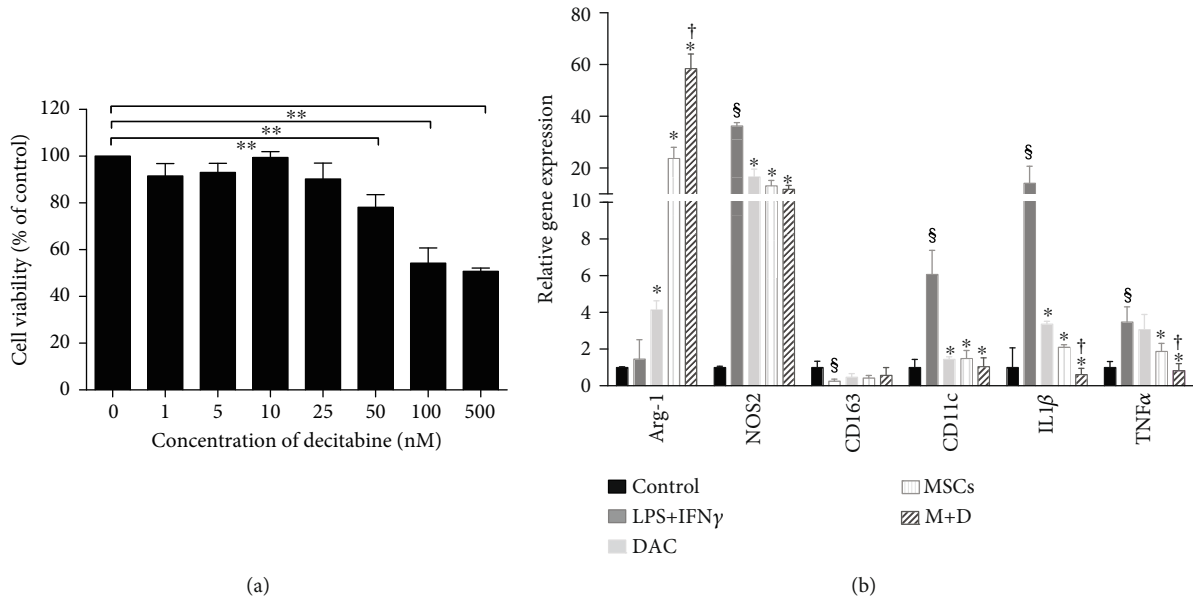 120
100
80
60
40
20
0
Cell viability (% of control)
**
**
**
0 1 5 10 25 50 100 500
Concentration of decitabine (nM)
(a)
80
60
40
20
10
8
6
4
2
0
Relative gene expression
* * † *
§ * * *
§
§ * * *
§ * * † *
§ * † *
Arg-1 NOS2 CD163 CD11c IL1β TNFα
Control
LPS+IFNγ
DAC
MSCs
M+D
(b)